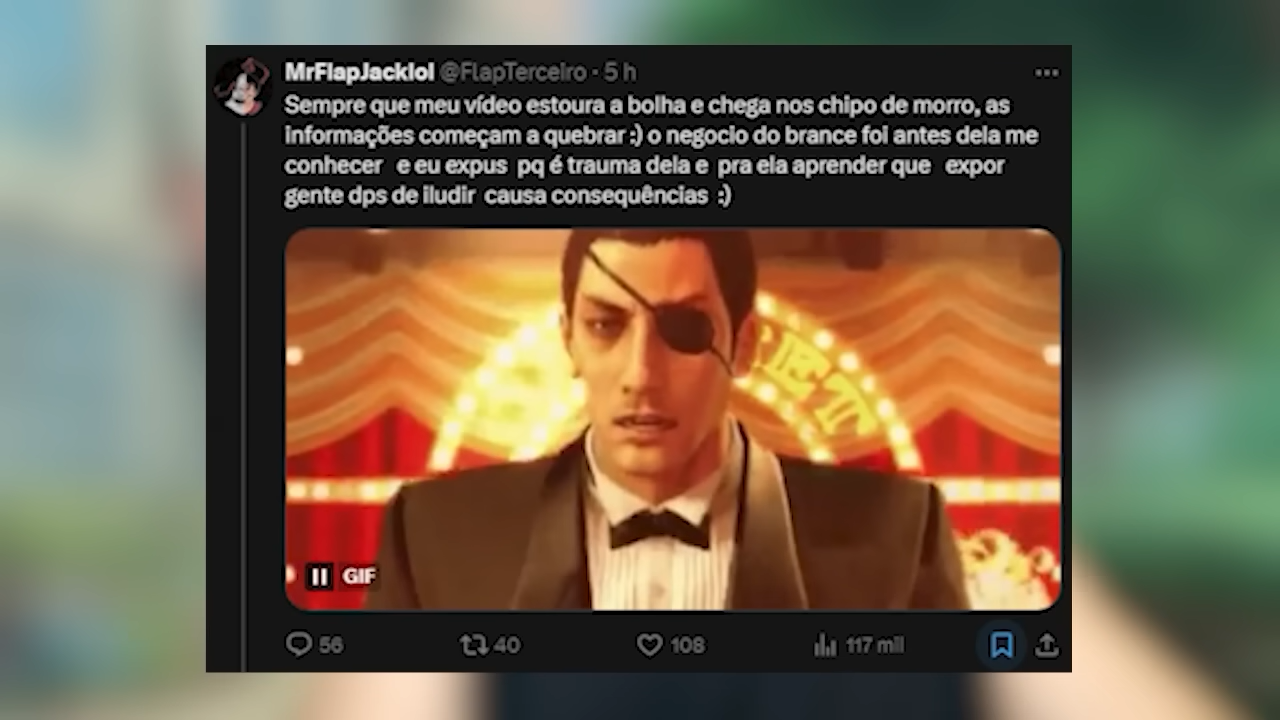 MrFlapJacklol @FlapTerceiro · 5 h
Sempre que meu vídeo estoura a bolha e chega nos chipo de morro, as
informações começam a quebrar :) o negocio do brance foi antes dela me
conhecer e eu expus pq é trauma dela e pra ela aprender que expor
gente dps de iludir causa consequências :)
ET
GIF
56 40 108 117 mil